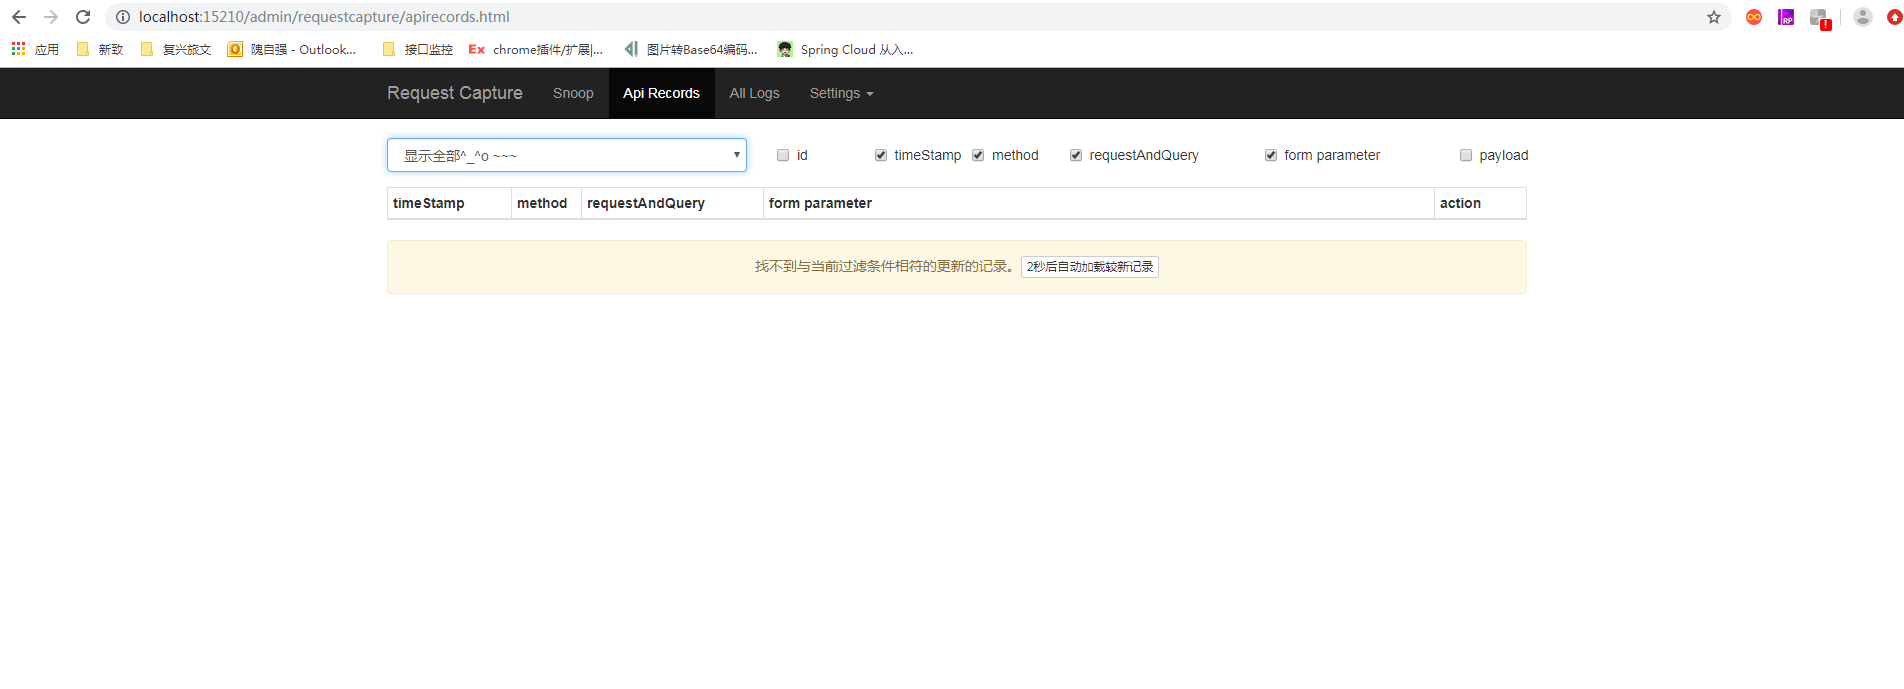 localhost:15210/admin/requestcapture/apirecords.html
应用 新致 复兴旅文 隗自强 - Outlook... 接口监控 Ex chrome插件/扩展|... 图片转Base64编码... Spring Cloud 从入...
Request Capture Snoop Api Records All Logs Settings
显示全部^_^o ~~~ id timeStamp method requestAndQuery form parameter payload
timeStamp method requestAndQuery form parameter action
找不到与当前过滤条件相符的更新的记录。 2秒后自动加载较新记录